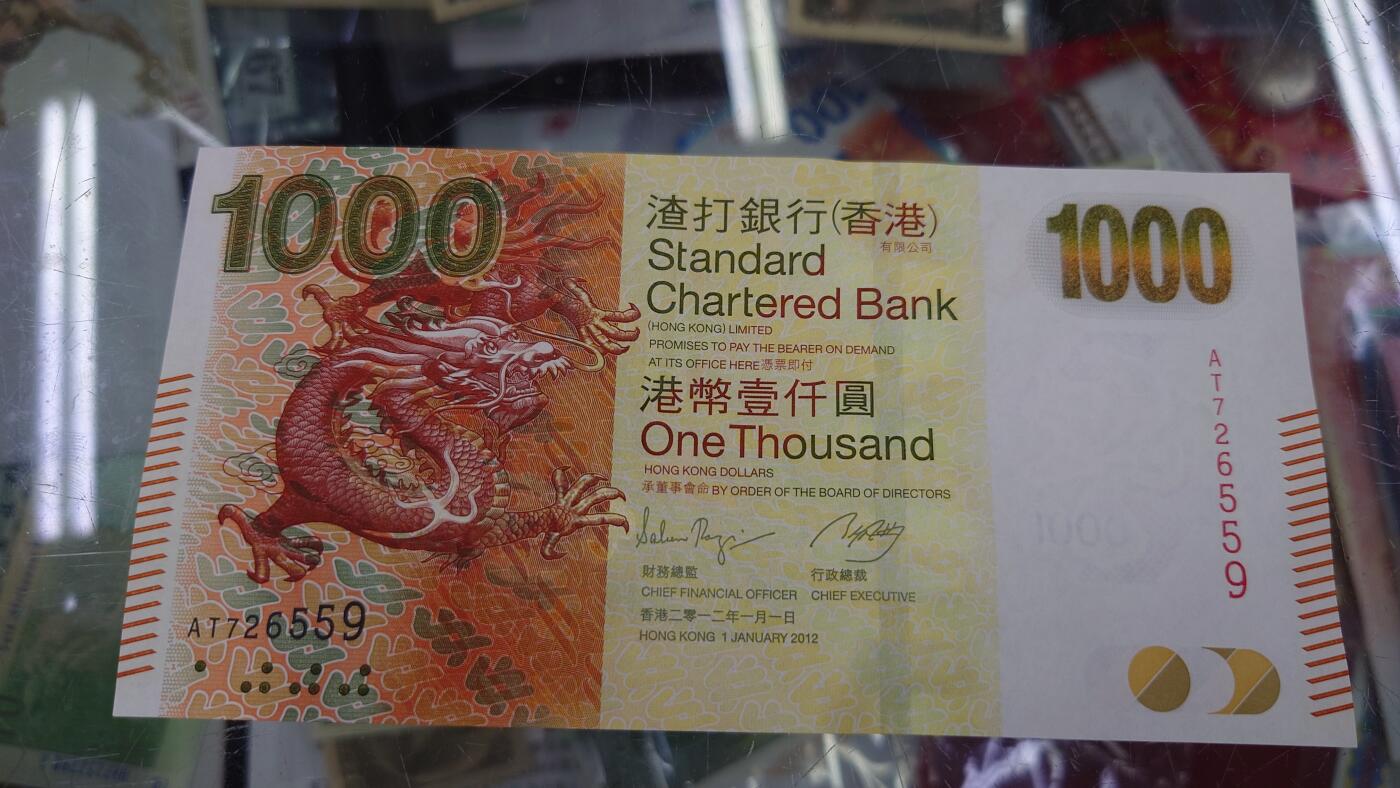 1000
渣打銀行(香港)
有限公司
Standard
Chartered Bank
(HONG KONG) LIMITED
PROMISES TO PAY THE BEARER ON DEMAND
AT ITS OFFICE HERE憑票即付
港幣壹仟圓
One Thousand
HONG KONG DOLLARS
承董事會命 BY ORDER OF THE BOARD OF DIRECTORS
財務總監
CHIEF FINANCIAL OFFICER
行政總裁
CHIEF EXECUTIVE
香港二零一二年一月一日
HONG KONG 1 JANUARY 2012
AT726559
1000
AT726559
1000
100